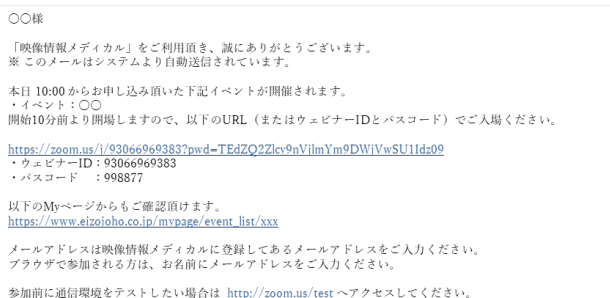 〇〇様
「映像情報メディカル」をご利用頂き、誠にありがとうございます。
※ このメールはシステムより自動送信されています。
本日 10:00 からお申し込み頂いた下記イベントが開催されます。
・イベント：〇〇
開始10分前より開場しますので、以下のURL（またはウェビナーIDとパスコード）でご入場ください。
https://zoom.us/j/93066969383?pwd=TEdZQ2Zlcy9nVjlmYm9DWjVwSU1Idz09
・ウェビナーID：93066969383
・パスコード　：998877
以下のMyページからもご確認頂けます。
https://www.eizojoho.co.jp/mypage/event_list/xxx
メールアドレスは映像情報メディカルに登録してあるメールアドレスをご入力ください。
ブラウザで参加される方は、お名前にメールアドレスをご入力ください。
参加前に通信環境をテストしたい場合は http://zoom.us/test へアクセスしてください。